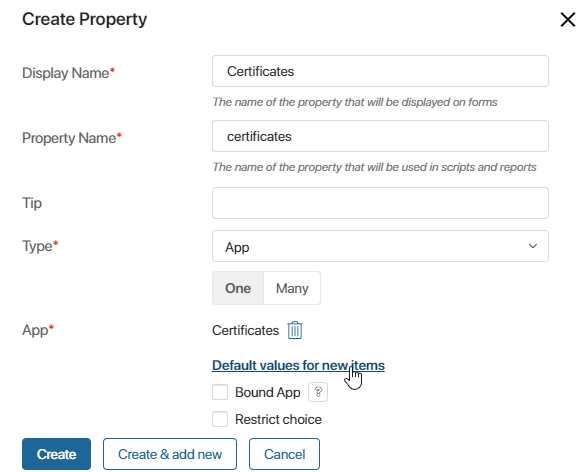 Create Property
Display Name*
Certificates
The name of the property that will be displayed on forms
Property Name*
certificates
The name of the property that will be used in scripts and reports
Tip
Type*
App
One Many
App*
Certificates
Default values for new items
Bound App ?
Restrict choice
Create Create & add new Cancel